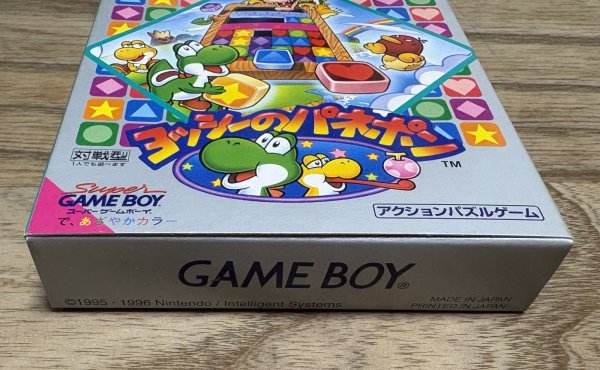 ヨッシーのパネポン
TM
対戦型
1人でも遊べます
Super
GAME BOY
スーパーゲームボーイ
で、あざやかカラー
アクションパズルゲーム
GAME BOY®
©1995・1996 Nintendo / Intelligent Systems
MADE IN JAPAN
PRINTED IN JAPAN